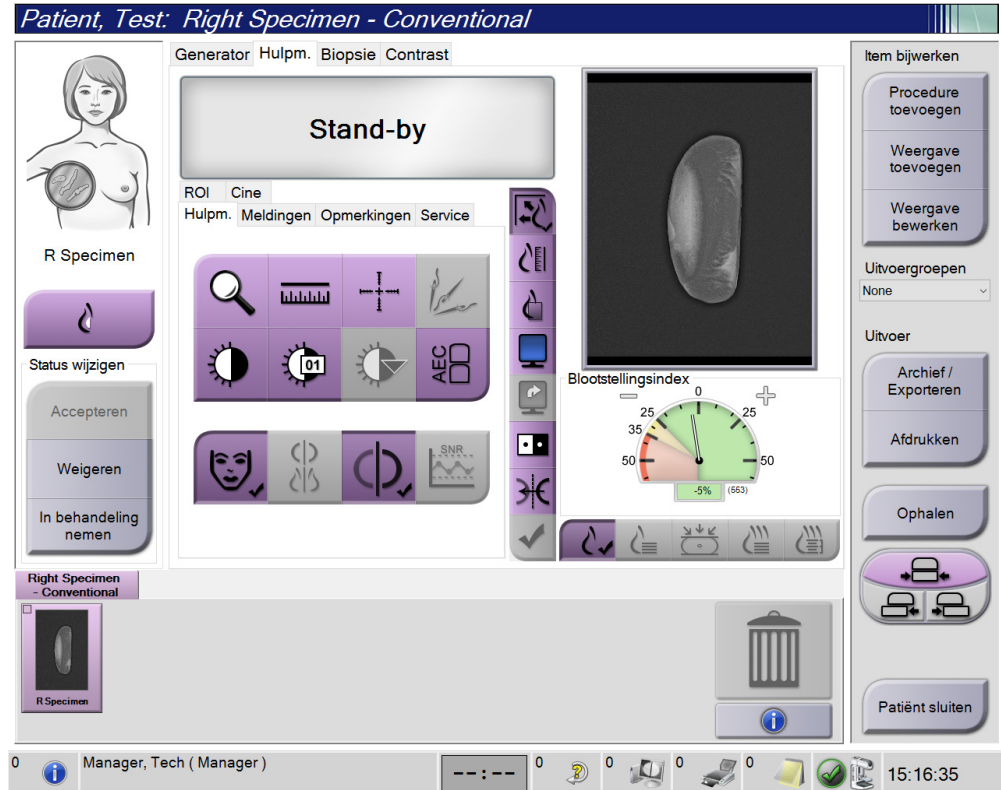 Patient, Test: Right Specimen - Conventional
R Specimen
Status wijzigen
Accepteren
Weigeren
In behandeling
nemen
Generator Hulpm. Biopsie Contrast
Stand-by
ROI Cine
Hulpm. Meldingen Opmerkingen Service
01
AEC
SNR
Blootstellingsindex
0
25 25
35
50 50
-5% (553)
Item bijwerken
Procedure
toevoegen
Weergave
toevoegen
Weergave
bewerken
Uitvoergroepen
None
Uitvoer
Archief /
Exporteren
Afdrukken
Ophalen
Patiënt sluiten
Right Specimen
- Conventional
R Specimen
0 Manager, Tech ( Manager ) --:-- 0 0 0 0 15:16:35